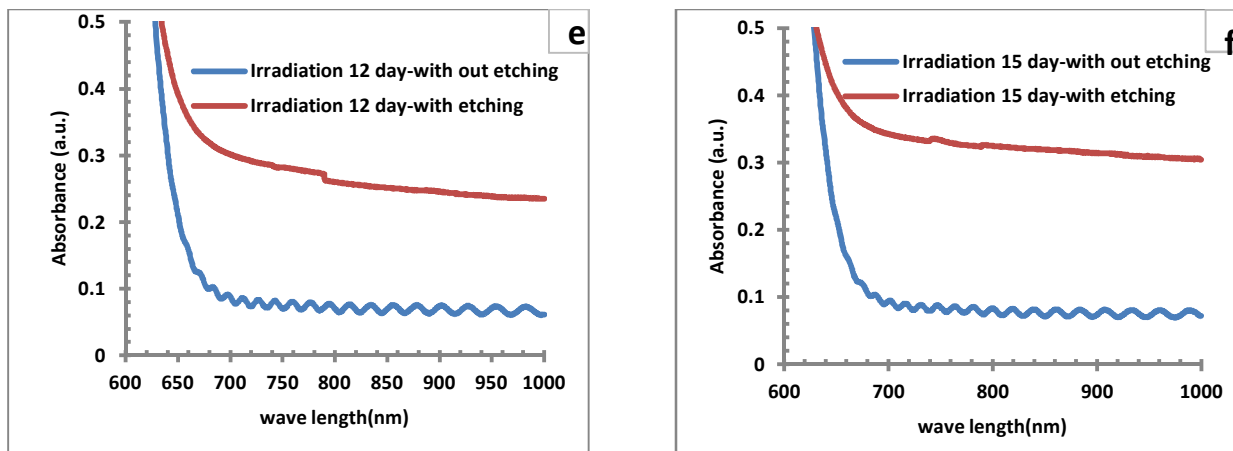 e
0.5
0.4
0.3
0.2
0.1
0
Absorbance (a.u.)
Irradiation 12 day-with out etching
Irradiation 12 day-with etching
600 650 700 750 800 850 900 950 1000
wave length(nm)
f
0.5
0.4
0.3
0.2
0.1
0
Absorbance (a.u.)
Irradiation 15 day-with out etching
Irradiation 15 day-with etching
600 700 800 900 1000
wave length(nm)